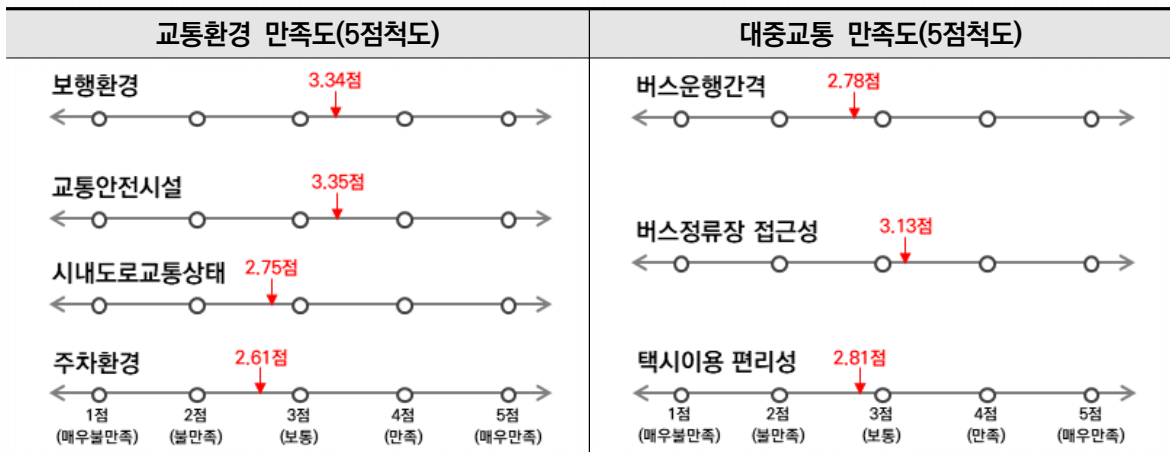 교통환경 만족도(5점척도)
보행환경
3.34점
교통안전시설
3.35점
시내도로교통상태
2.75점
주차환경
2.61점
1점 2점 3점 4점 5점
(매우불만족) (불만족) (보통) (만족) (매우만족)
대중교통 만족도(5점척도)
버스운행간격
2.78점
버스정류장 접근성
3.13점
택시이용 편리성
2.81점
1점 2점 3점 4점 5점
(매우불만족) (불만족) (보통) (만족) (매우만족)